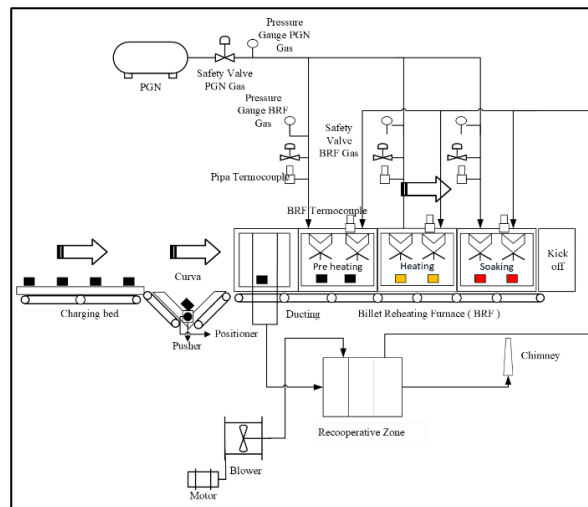 Pressure
Gauge PGN
Gas
Safety Valve
PGN Gas
PGN
Pressure
Gauge BRF
Gas
Safety
Valve
BRF Gas
Pipa Termocouple
BRF Termocouple
Curva
Pre heating
Heating
Soaking
Kick
off
Charging bed
Ducting
Billet Reheating Furnace ( BRF )
Positioner
Pusher
Chimney
Recooperative Zone
Blower
Motor